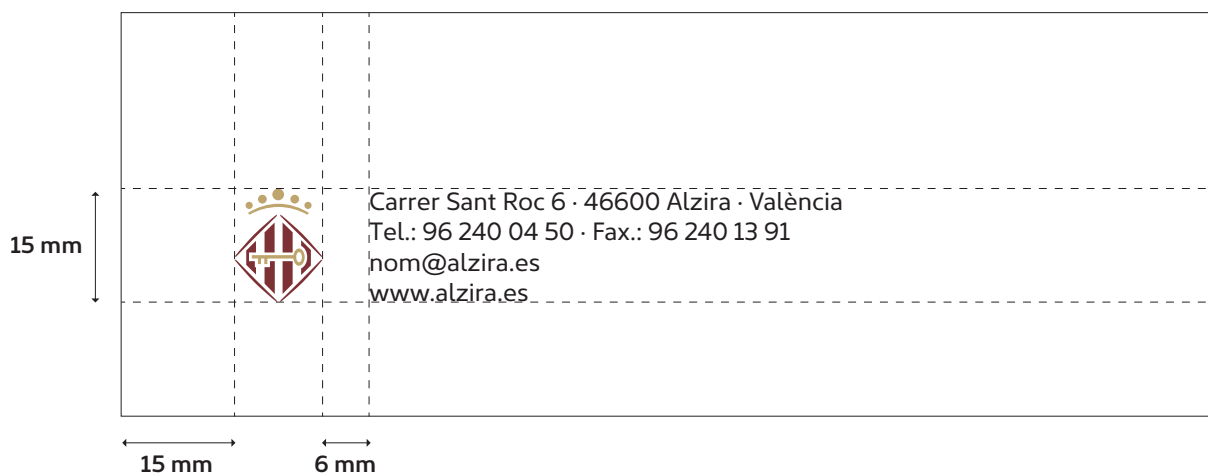 Carrer Sant Roc 6 · 46600 Alzira · València
Tel.: 96 240 04 50 · Fax.: 96 240 13 91
nom@alzira.es
www.alzira.es
15 mm
15 mm
6 mm